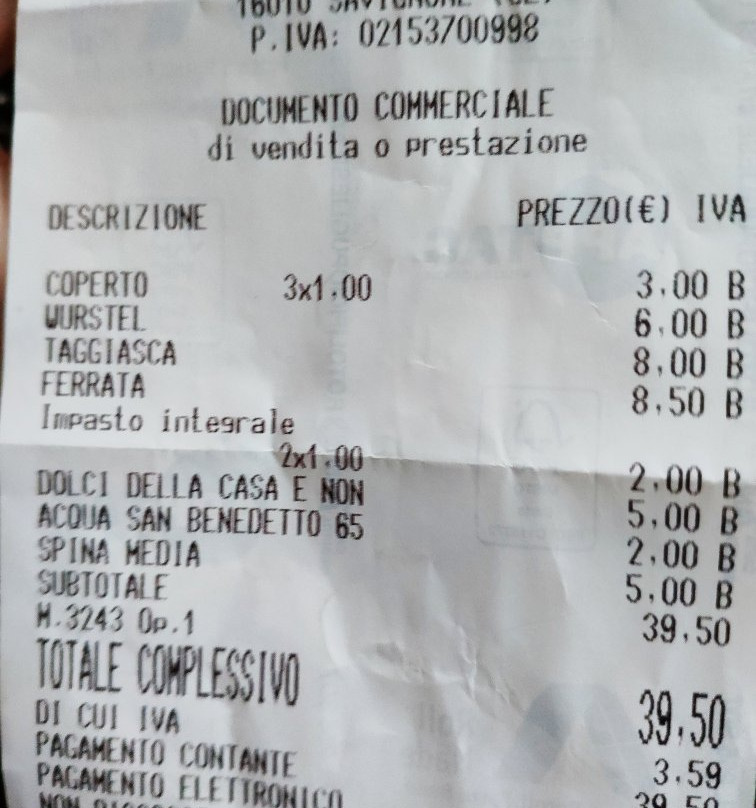 P.IVA: 02153700998
DOCUMENTO COMMERCIALE
di vendita o prestazione
DESCRIZIONE PREZZO(€) IVA
COPERTO 3x1.00 3.00 B
WURSTEL 6.00 B
TAGGIASCA 8,00 B
FERRATA 8,50 B
Impasto integrale
2x1.00 2.00 B
DOLCI DELLA CASA E NON 5,00 B
ACQUA SAN BENEDETTO 65 2.00 B
SPINA MEDIA 5,00 B
SUBTOTALE 39,50
M.3243 Op.1
TOTALE COMPLESSIVO 39,50
DI CUI IVA 3.59
PAGAMENTO CONTANTE
PAGAMENTO ELETTRONICO 39,50
NON